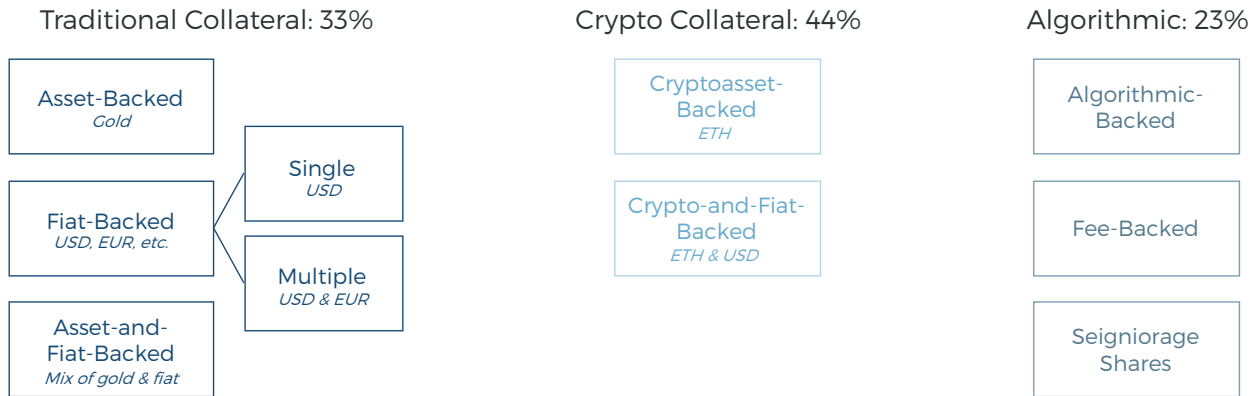 Traditional Collateral: 33%
Asset-Backed
Gold
Fiat-Backed
USD, EUR, etc.
Single
USD
Multiple
USD & EUR
Asset-and-
Fiat-Backed
Mix of gold & fiat
Crypto Collateral: 44%
Cryptoasset-
Backed
ETH
Crypto-and-Fiat-
Backed
ETH & USD
Algorithmic: 23%
Algorithmic-
Backed
Fee-Backed
Seigniorage
Shares